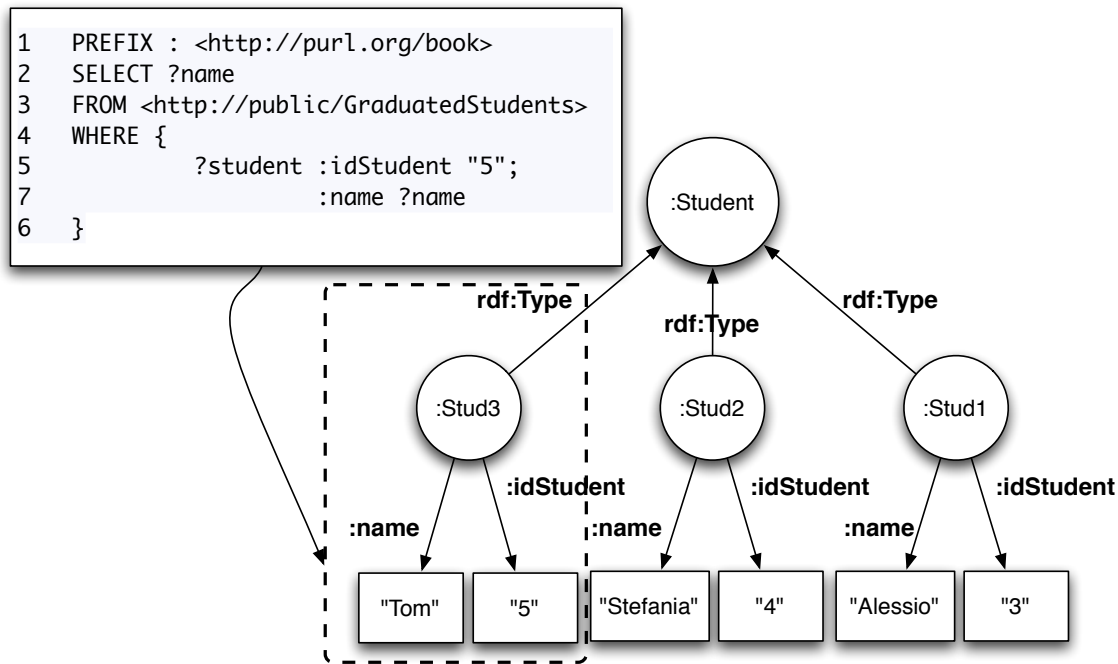 1 PREFIX : <http://purl.org/book>
2 SELECT ?name
3 FROM <http://public/GraduatedStudents>
4 WHERE {
5 ?student :idStudent "5";
7 :name ?name
6 }
:Student
rdf:Type
rdf:Type
rdf:Type
:Stud3
:Stud2
:Stud1
:idStudent
:idStudent
:idStudent
:name
:name
:name
"Tom"
"5"
"Stefania"
"4"
"Alessio"
"3"